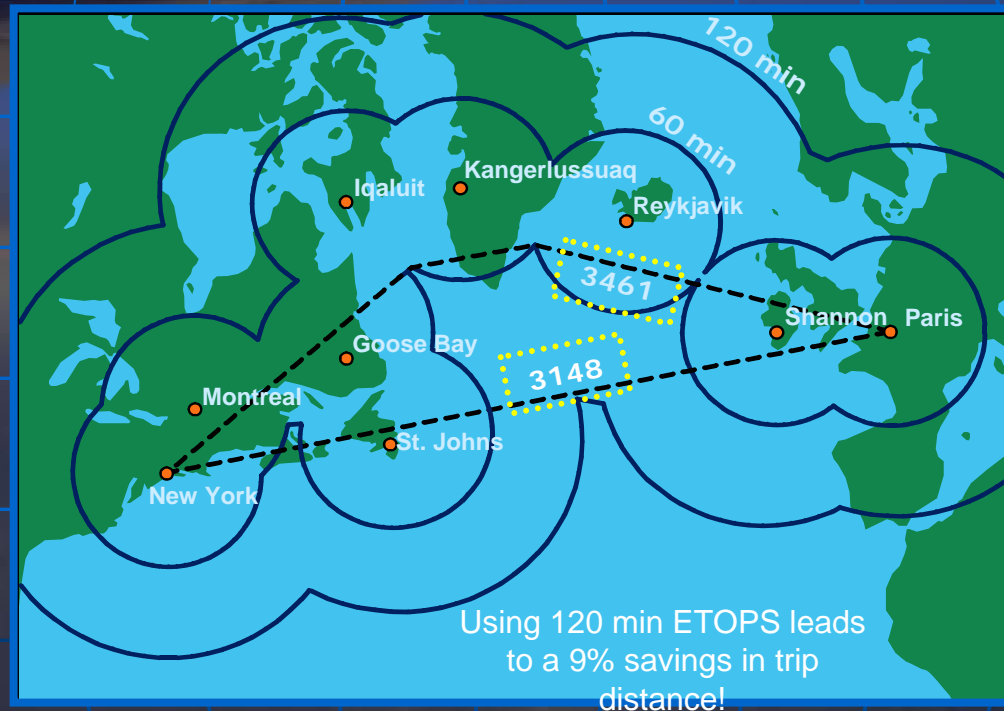 120 min
60 min
Kangerlussuaq
Iqaluit
Reykjavik
3461
Shannon
Paris
Goose Bay
3148
Montreal
St. Johns
New York
Using 120 min ETOPS leads
to a 9% savings in trip
distance!